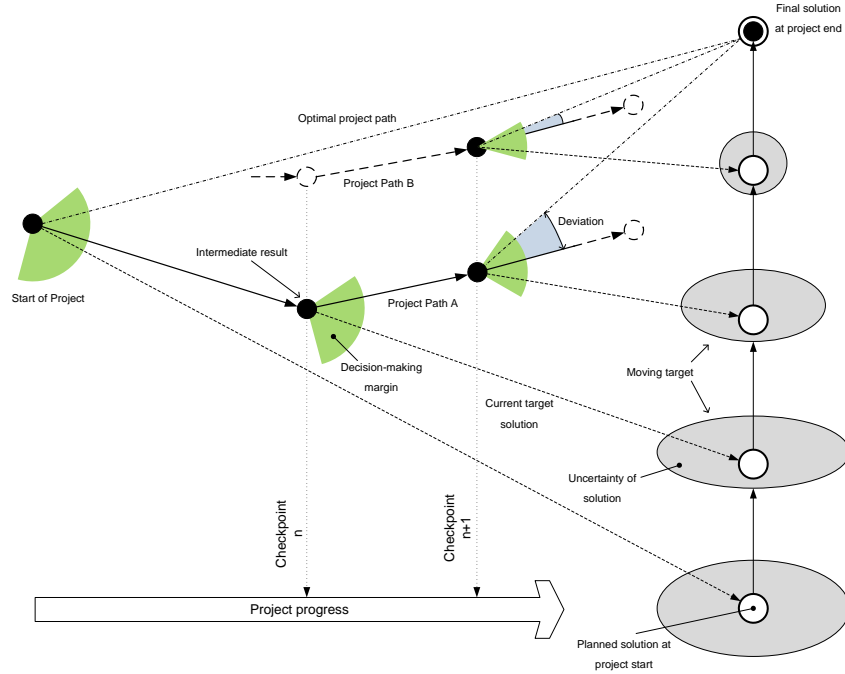 Final solution
at project end
Optimal project path
Project Path B
Deviation
Intermediate result
Start of Project
Project Path A
Decision-making
margin
Moving target
Current target
solution
Uncertainty of
solution
Checkpoint
n
Checkpoint
n+1
Project progress
Planned solution at
project start